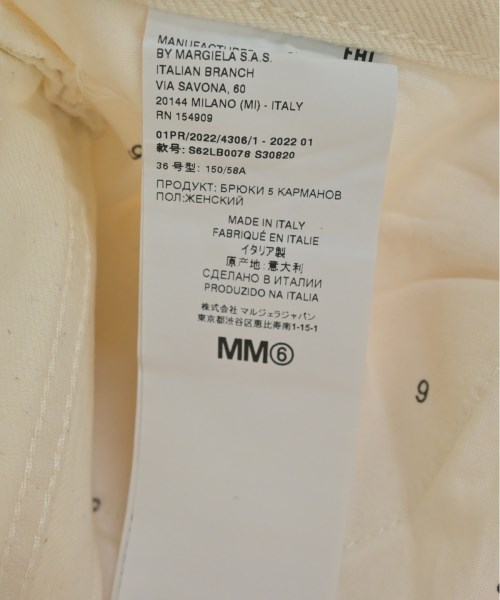 MANUFACTURED
BY MARGIELA S.A.S.
ITALIAN BRANCH
VIA SAVONA, 60
20144 MILANO (MI) - ITALY
RN 154909
EAC
01PR/2022/4306/1 - 2022 01
款号: S62LB0078 S30820
36 号型: 150/58A
ПРОДУКТ: БРЮКИ 5 КАРМАНОВ
ПОЛ:ЖЕНСКИЙ
MADE IN ITALY
FABRIQUÉ EN ITALIE
イタリア製
原产地:意大利
СДЕЛАНО В ИТАЛИИ
PRODUZIDO NA ITALIA
株式会社 マルジェラジャパン
東京都渋谷区恵比寿南1-15-1
MM⑥
9
9
9